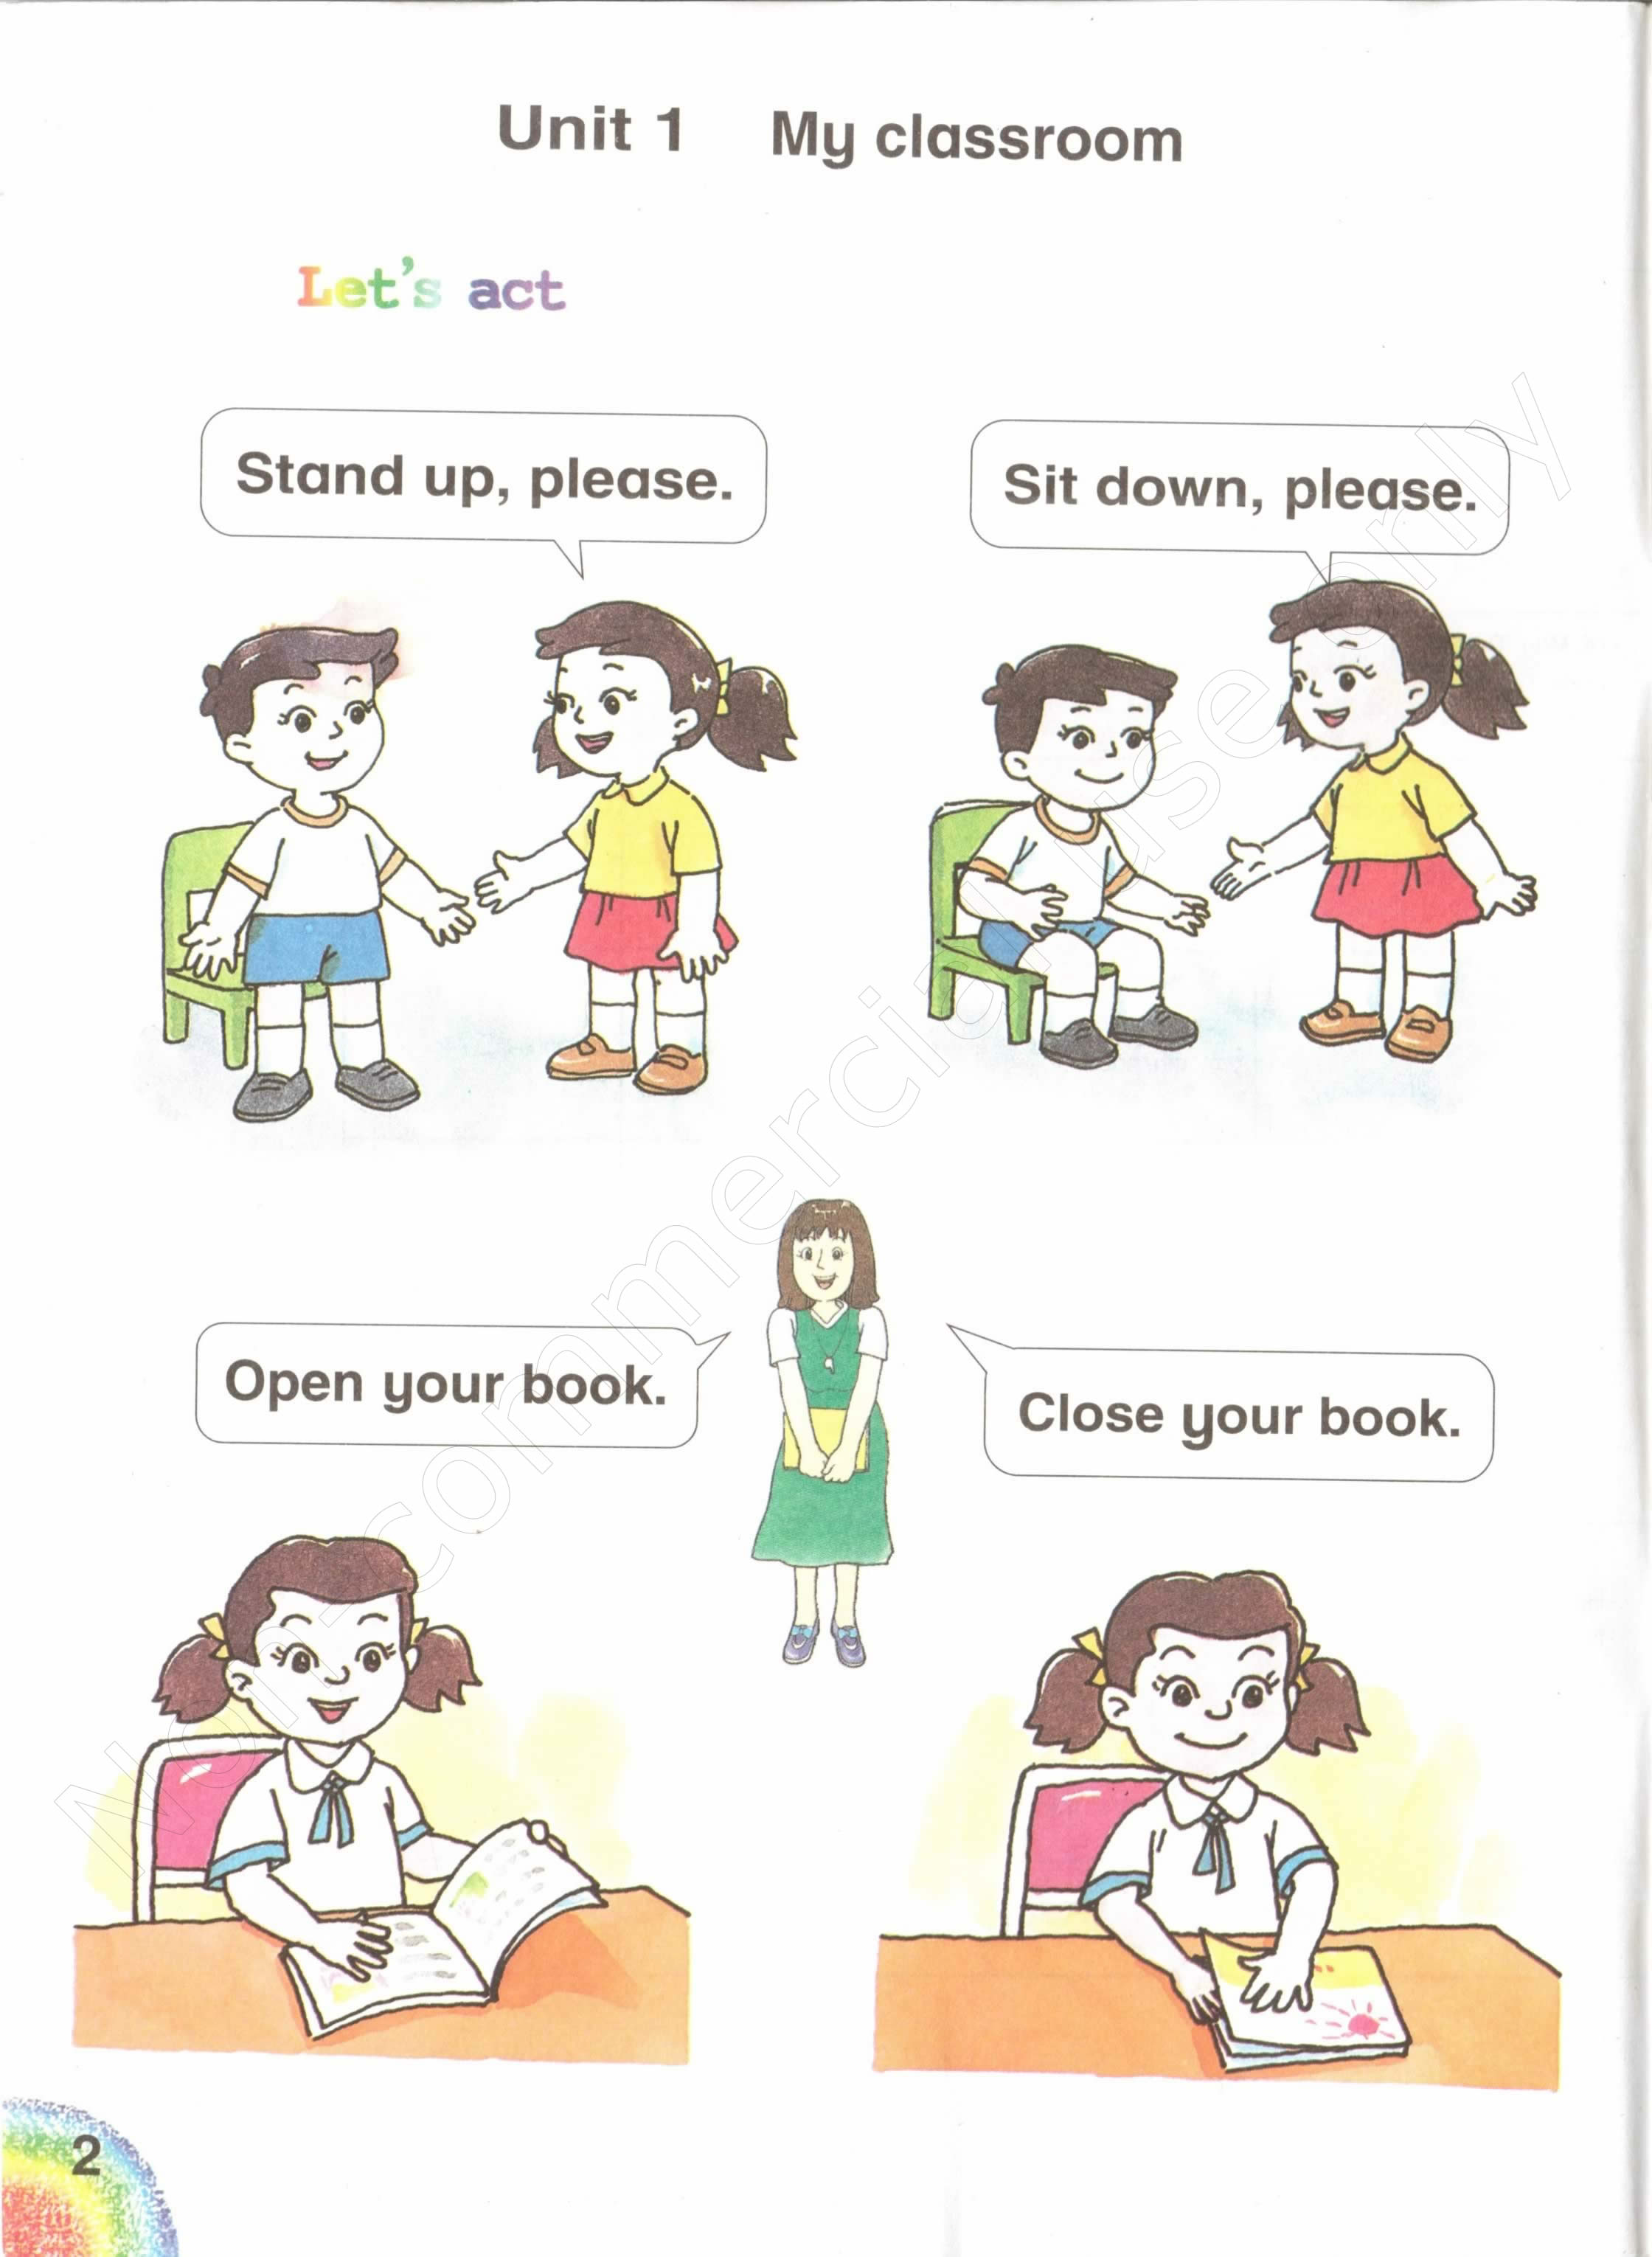 Unit 1 My classroom
Let's act
Stand up, please.
Sit down, please.
Open your book.
Close your book.
2
Non-commercial use only